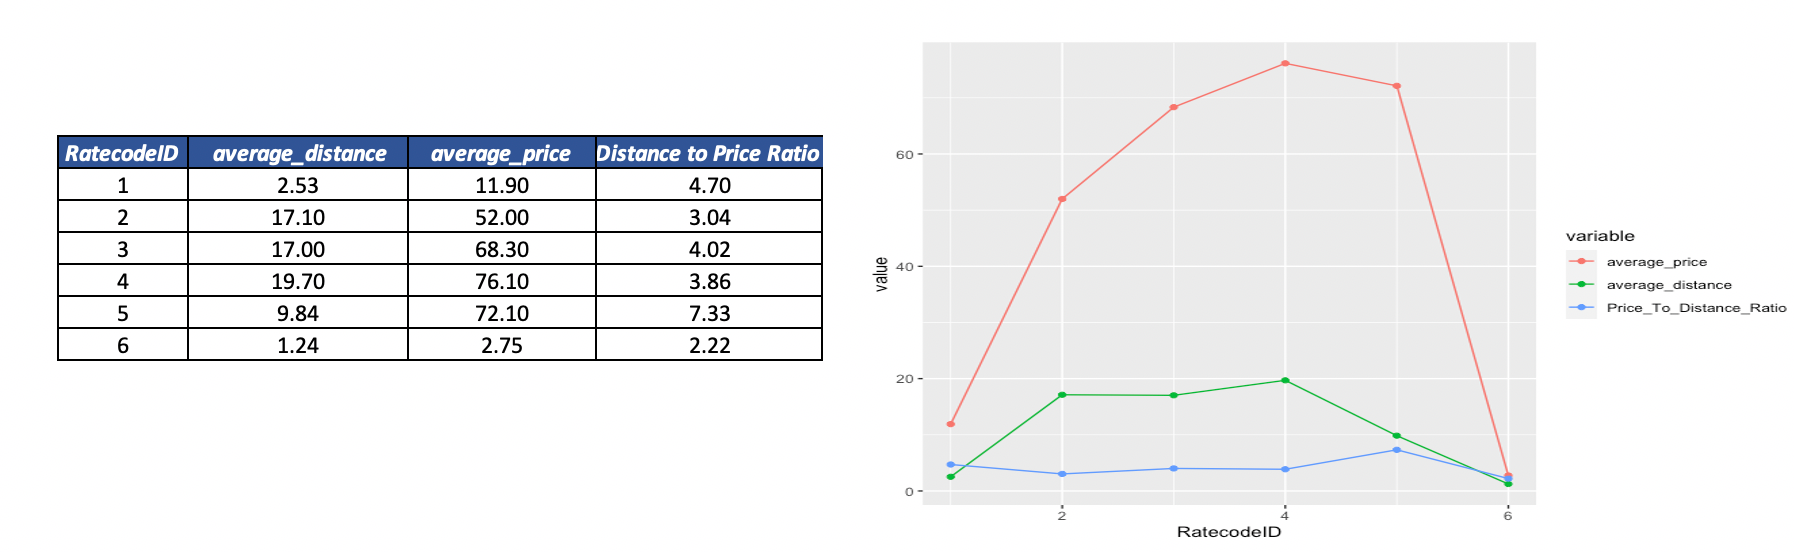 RatecodeID average_distance average_price Distance to Price Ratio
1 2.53 11.90 4.70
2 17.10 52.00 3.04
3 17.00 68.30 4.02
4 19.70 76.10 3.86
5 9.84 72.10 7.33
6 1.24 2.75 2.22
value
60
40
20
0
2 4 6
RatecodeID
variable
average_price
average_distance
Price_To_Distance_Ratio